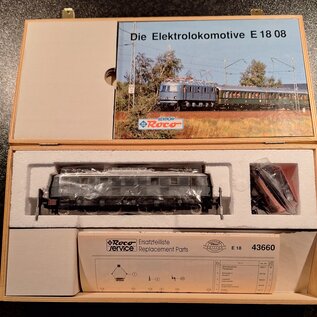 Die Elektrolokomotive E 18 08
Roco
Roco
service
Ersatzteilliste
Replacement Parts
E 18
43660